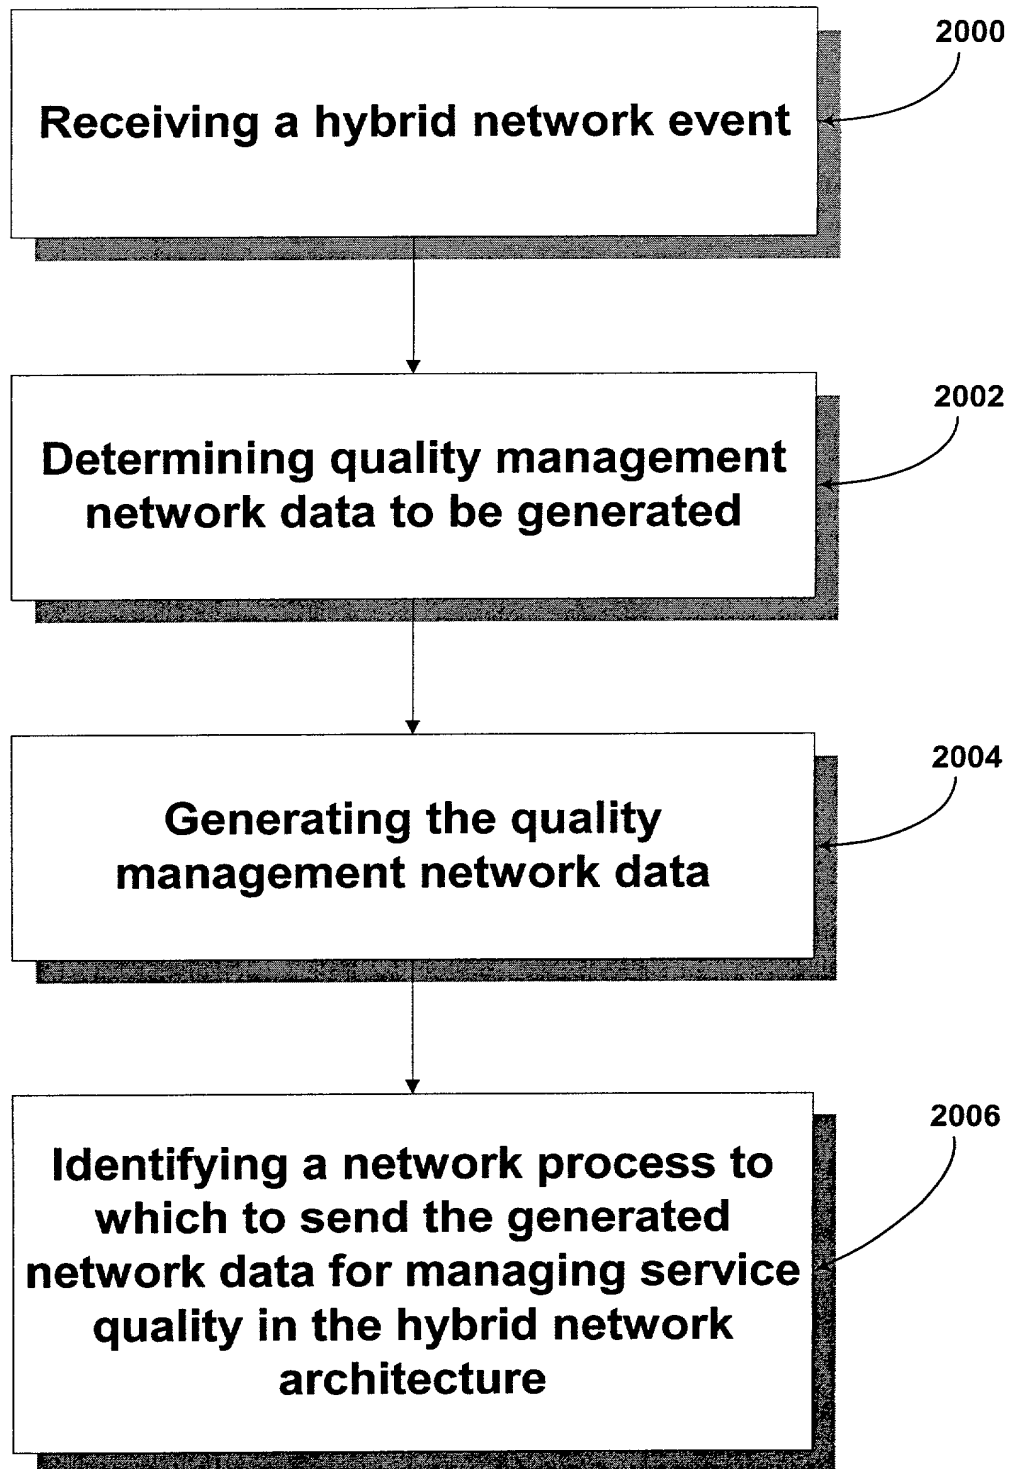 2000
Receiving a hybrid network event
2002
Determining quality management
network data to be generated
2004
Generating the quality
management network data
2006
Identifying a network process to
which to send the generated
network data for managing service
quality in the hybrid network
architecture